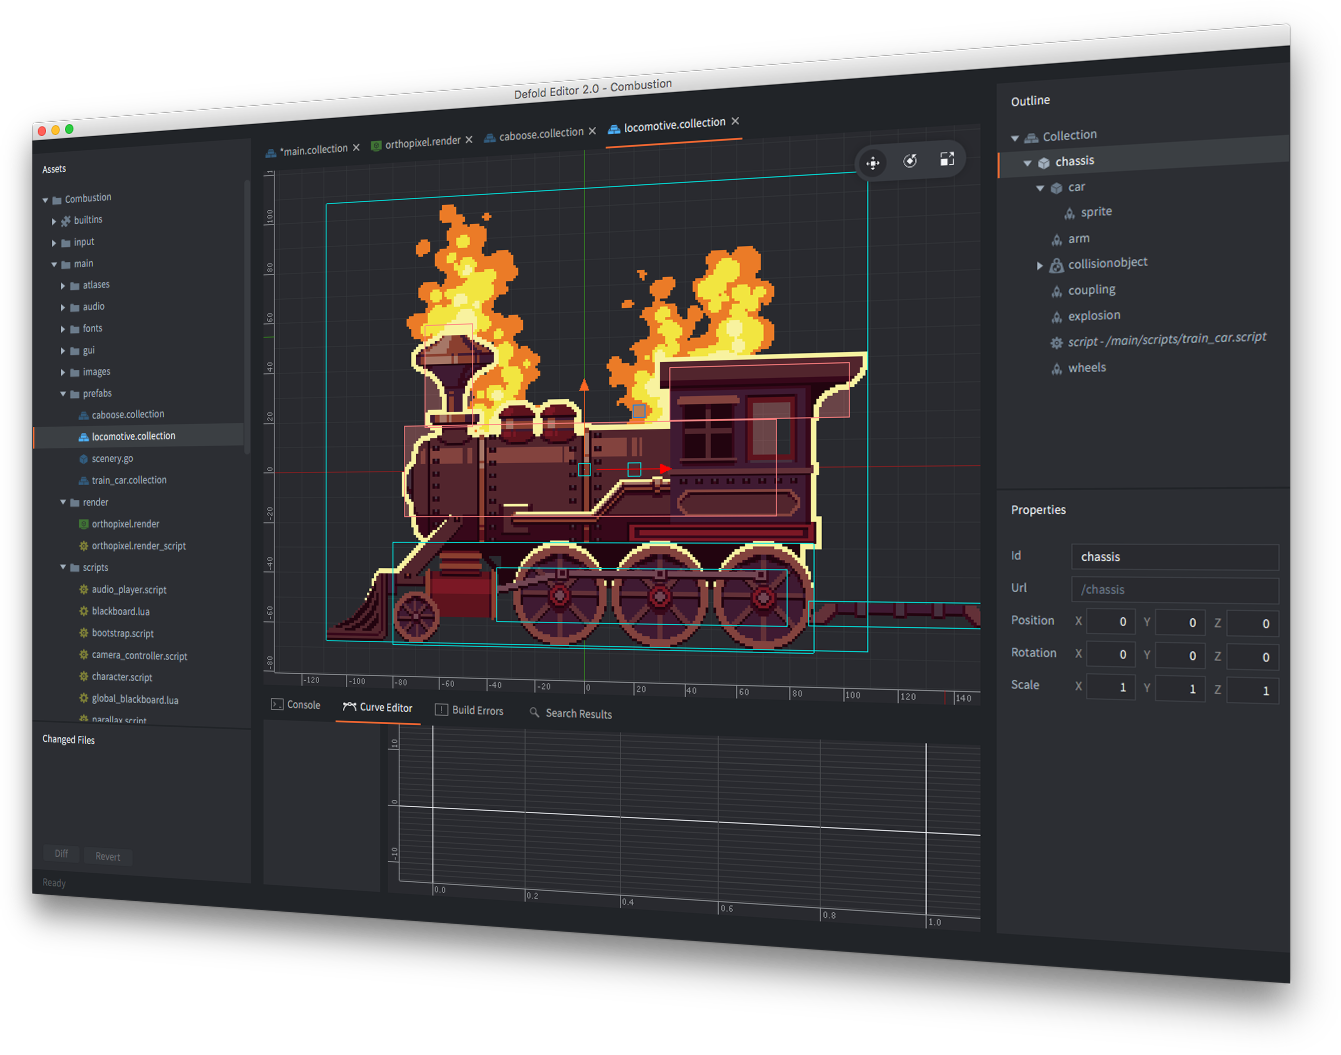 Defold Editor 2.0 - Combustion
Assets
Combustion
builtins
input
main
atlases
audio
fonts
gui
images
prefabs
caboose.collection
locomotive.collection
scenery.go
train_car.collection
render
orthopixel.render
orthopixel.render_script
scripts
audio_player.script
blackboard.lua
bootstrap.script
camera_controller.script
character.script
global_blackboard.lua
parallax.script
Changed Files
Diff Revert
Ready
*main.collection orthopixel.render caboose.collection locomotive.collection
100
80
60
40
20
0
-20
-40
-60
-80
-120 -100 -80 -60 -40 -20 0 20 40 60 80 100 120 140
Console Curve Editor Build Errors Search Results
10
0
-10
0.0 0.2 0.4 0.6 0.8 1.0
Outline
Collection
chassis
car
sprite
arm
collisionobject
coupling
explosion
script - /main/scripts/train_car.script
wheels
Properties
Id chassis
Url /chassis
Position X 0 Y 0 Z 0
Rotation X 0 Y 0 Z 0
Scale X 1 Y 1 Z 1